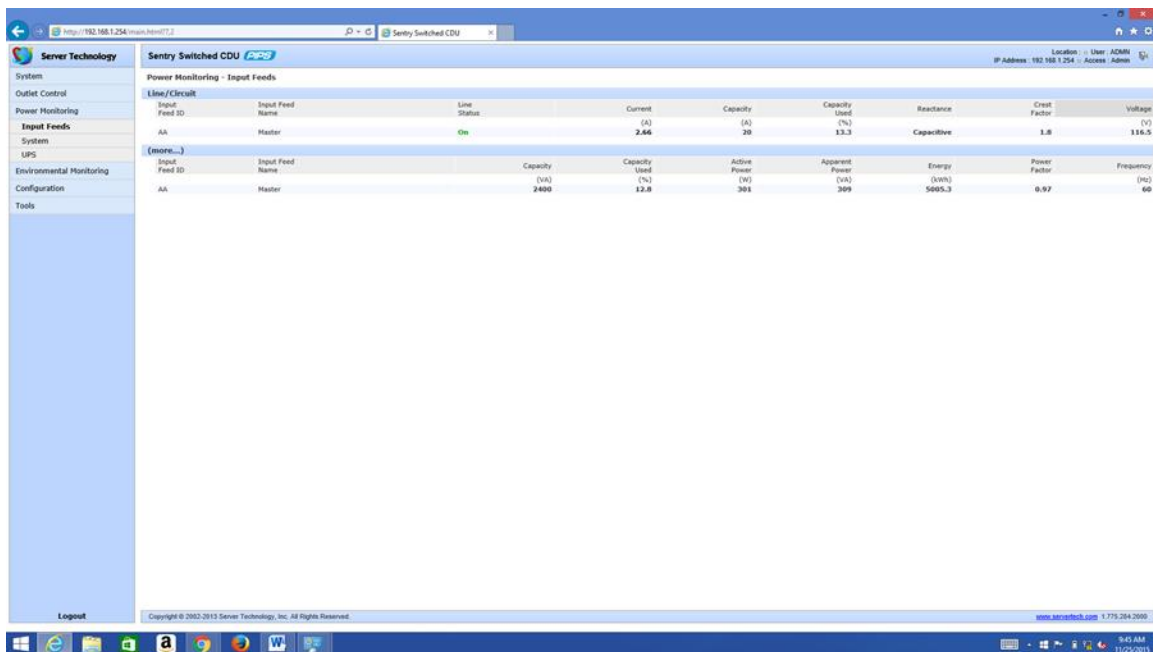 http://192.168.1.254/main.html?7,2
Sentry Switched CDU
Server Technology
Sentry Switched CDU PIPS
Location : :: User : ADMN
IP Address : 192.168.1.254 :: Access : Admin
System
Outlet Control
Power Monitoring
Input Feeds
System
UPS
Environmental Monitoring
Configuration
Tools
Logout
Power Monitoring - Input Feeds
Line/Circuit
Input Feed ID Input Feed Name Line Status Current Capacity Capacity Used Reactance Crest Factor Voltage
(A) (A) (%) (V)
AA Master On 2.66 20 13.3 Capacitive 1.8 116.5
(more...)
Input Feed ID Input Feed Name Capacity Capacity Used Active Power Apparent Power Energy Power Factor Frequency
(VA) (%) (W) (VA) (kWh) (Hz)
AA Master 2400 12.8 301 309 5005.3 0.97 60
Copyright © 2002-2013 Server Technology, Inc. All Rights Reserved.
www.servertech.com 1.775.284.2000
a
W
9:45 AM
11/25/2015